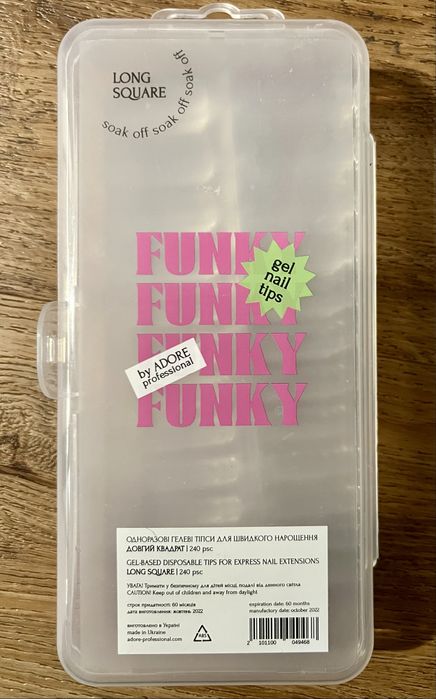 LONG
SQUARE
soak off soak off soak off
FUNKY
FUNKY
FUNKY
FUNKY
gel
nail
tips
by ADORE
professional
ОДНОРАЗОВІ ГЕЛЕВІ ТІПСИ ДЛЯ ШВИДКОГО НАРОЩЕННЯ
ДОВГИЙ КВАДРАТ | 240 psc
GEL-BASED DISPOSABLE TIPS FOR EXPRESS NAIL EXTENSIONS
LONG SQUARE | 240 psc
УВАГА! Тримати у безпечному для дітей місці, подалі від денного світла
CAUTION! Keep out of children and away from daylight
строк придатності: 60 місяців
дата виготовлення: жовтень 2022
expiration date: 60 months
manufactory date: october 2022
виготовлено в Україні
made in Ukraine
adore-professional.com
ABS
2 101100 049468